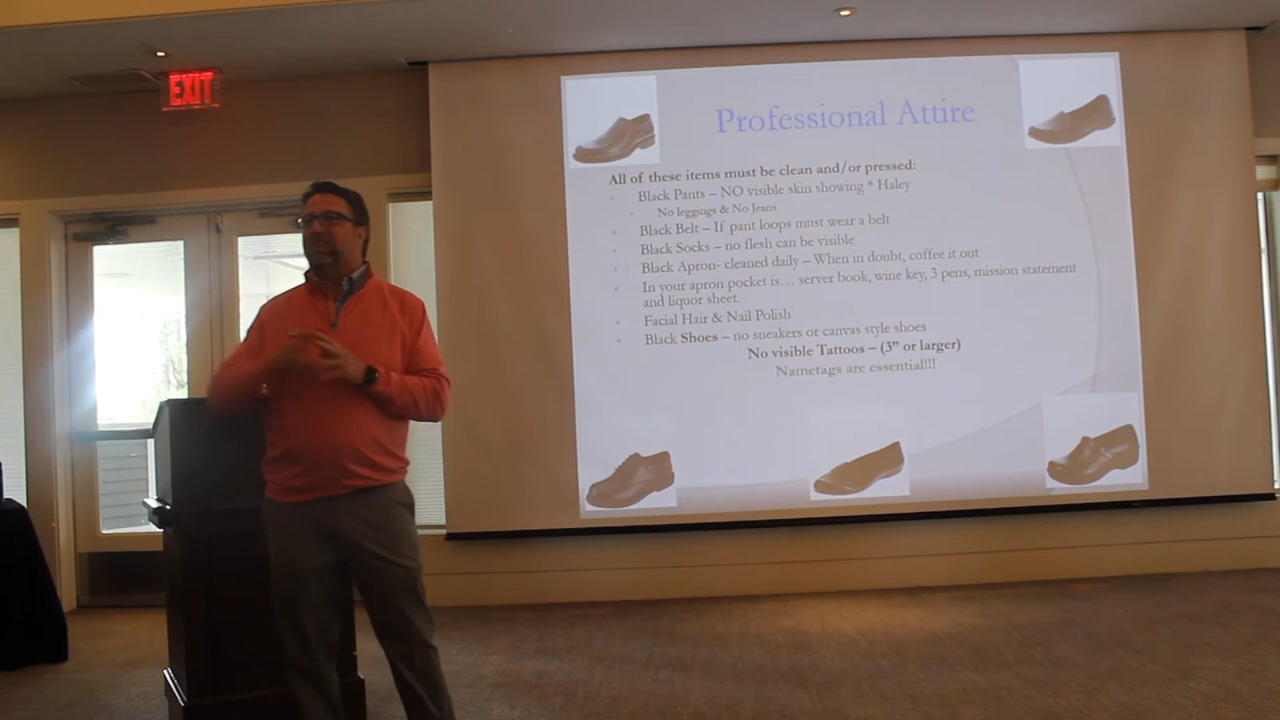 EXIT
Professional Attire
All of these items must be clean and/or pressed:
Black Pants – NO visible skin showing * Haley
No leggings & No Jeans
Black Belt – If pant loops must wear a belt
Black Socks – no flesh can be visible
Black Apron- cleaned daily – When in doubt, coffee it out
In your apron pocket is… server book, wine key, 3 pens, mission statement
and liquor sheet.
Facial Hair & Nail Polish
Black Shoes – no sneakers or canvas style shoes
No visible Tattoos – (3” or larger)
Nametags are essential!!!